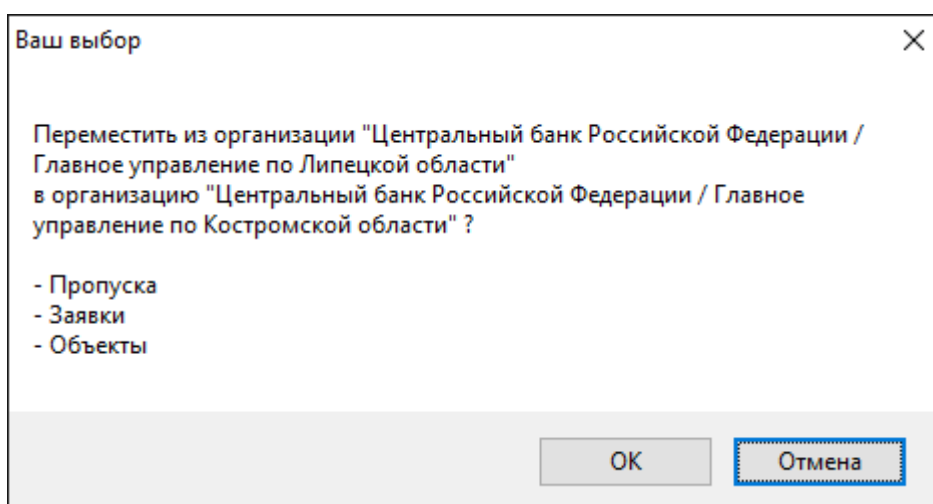 Ваш выбор
Переместить из организации "Центральный банк Российской Федерации /
Главное управление по Липецкой области"
в организацию "Центральный банк Российской Федерации / Главное
управление по Костромской области" ?
- Пропуска
- Заявки
- Объекты
OK
Отмена